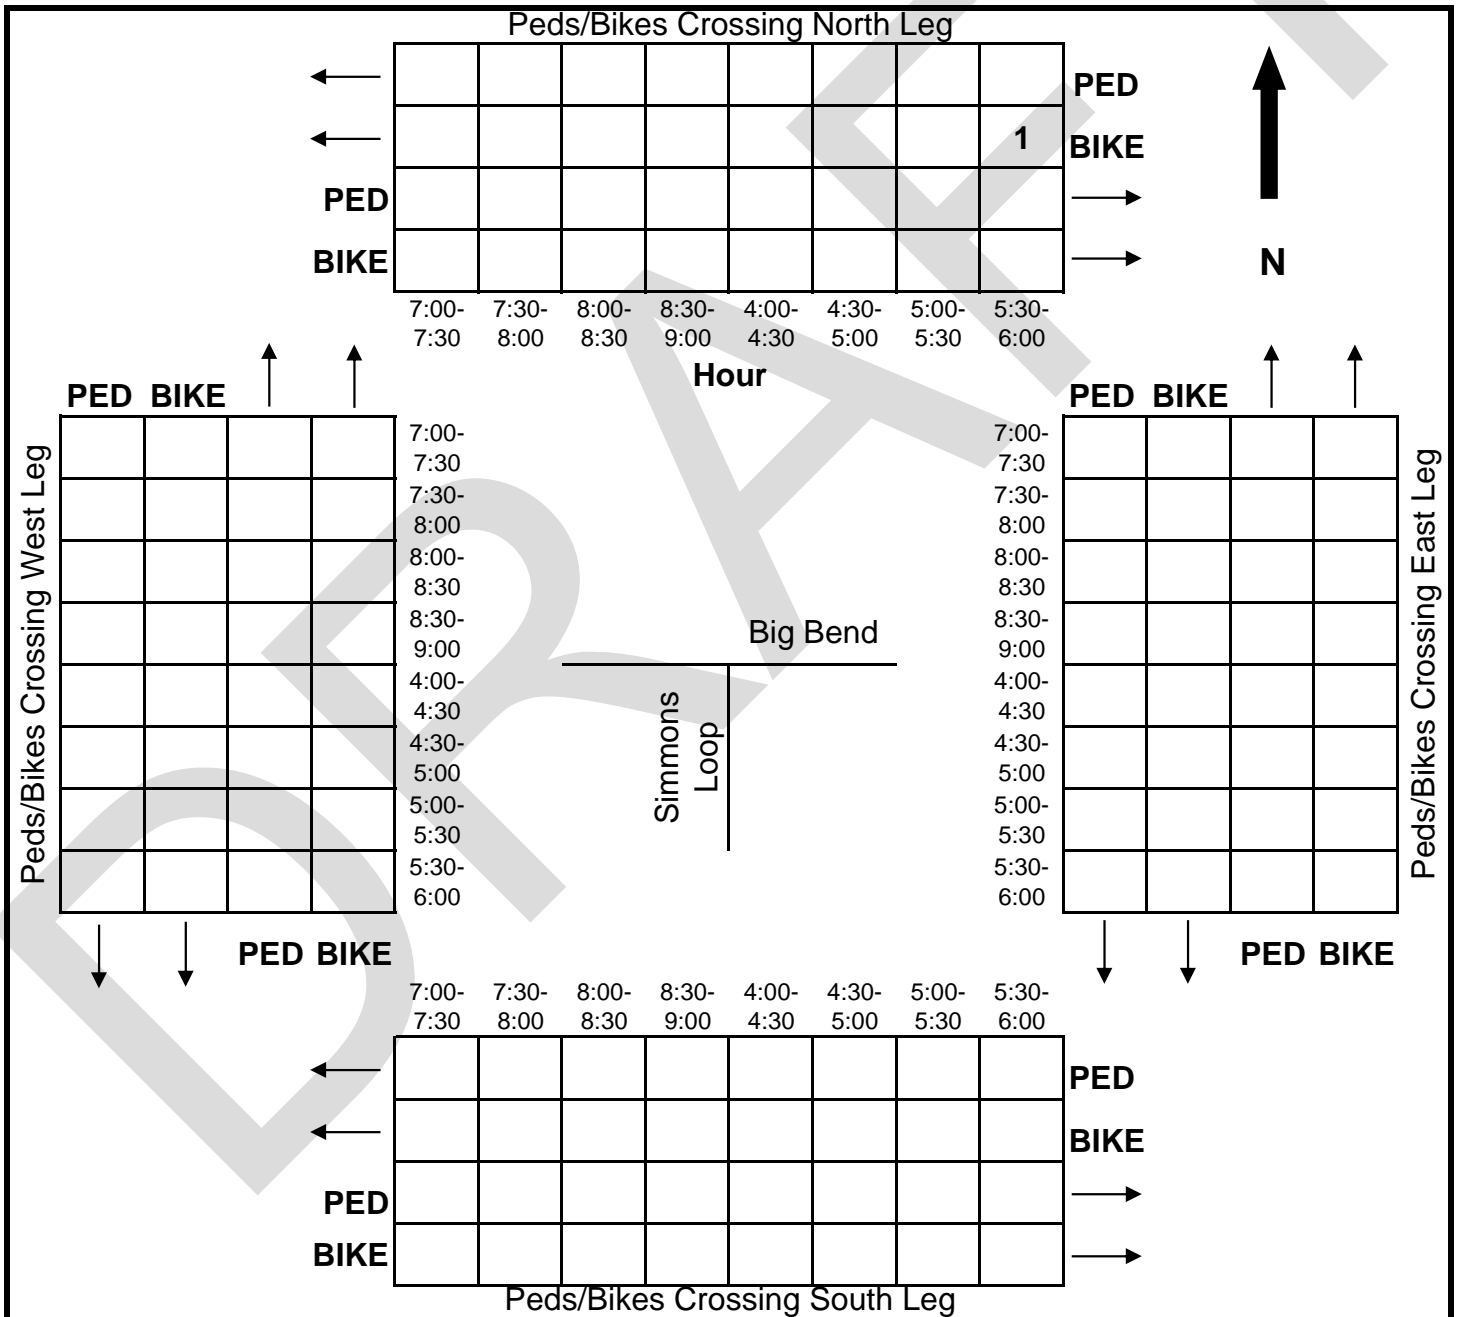 Peds/Bikes Crossing North Leg
PED
1
BIKE
PED
BIKE
N
7:00- 7:30- 8:00- 8:30- 4:00- 4:30- 5:00- 5:30-
7:30 8:00 8:30 9:00 4:30 5:00 5:30 6:00
Hour
PED BIKE
PED BIKE
Peds/Bikes Crossing West Leg
7:00-
7:30
7:30-
8:00
8:00-
8:30
8:30-
9:00
4:00-
4:30
4:30-
5:00
5:00-
5:30
5:30-
6:00
Big Bend
Simmons
Loop
7:00-
7:30
7:30-
8:00
8:00-
8:30
8:30-
9:00
4:00-
4:30
4:30-
5:00
5:00-
5:30
5:30-
6:00
Peds/Bikes Crossing East Leg
PED BIKE
PED BIKE
7:00- 7:30- 8:00- 8:30- 4:00- 4:30- 5:00- 5:30-
7:30 8:00 8:30 9:00 4:30 5:00 5:30 6:00
PED
BIKE
PED
BIKE
Peds/Bikes Crossing South Leg
DRAFT